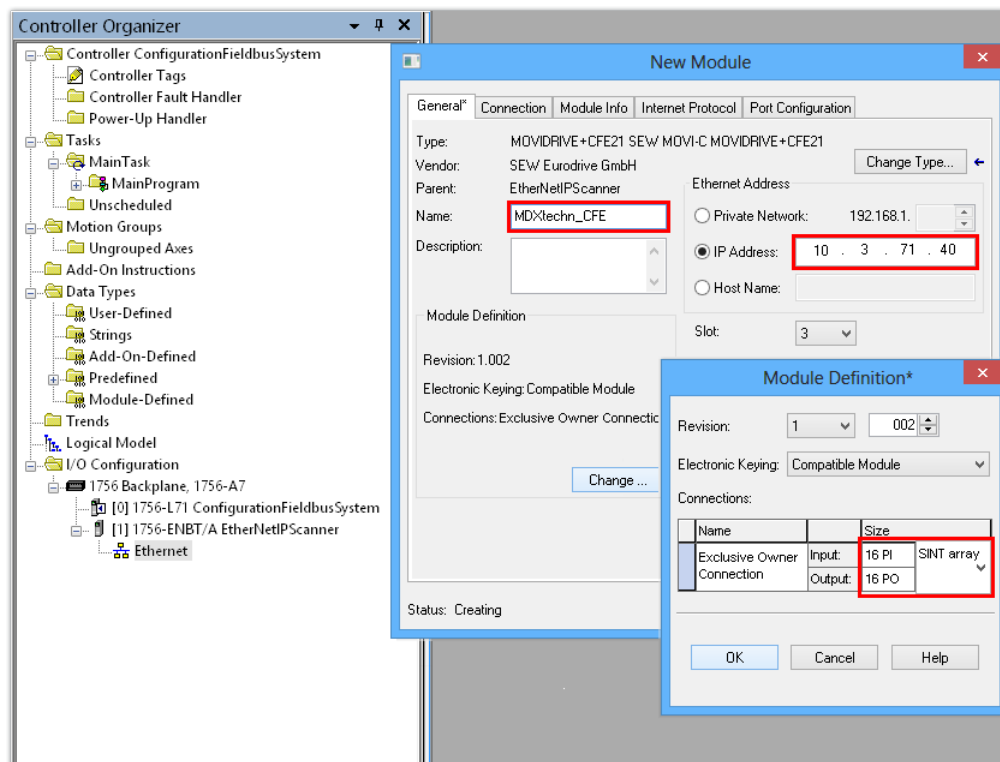 Controller Organizer
Controller ConfigurationFieldbusSystem
Controller Tags
Controller Fault Handler
Power-Up Handler
Tasks
MainTask
MainProgram
Unscheduled
Motion Groups
Ungrouped Axes
Add-On Instructions
Data Types
User-Defined
Strings
Add-On-Defined
Predefined
Module-Defined
Trends
Logical Model
I/O Configuration
1756 Backplane, 1756-A7
[0] 1756-L71 ConfigurationFieldbusSystem
[1] 1756-ENBT/A EtherNetIPScanner
Ethernet
New Module
General* Connection Module Info Internet Protocol Port Configuration
Type: MOVIDRIVE+CFE21 SEW MOVI-C MOVIDRIVE+CFE21
Vendor: SEW Eurodrive GmbH
Change Type...
Parent: EtherNetIPScanner
Name: MDXtechn_CFE
Description:
Ethernet Address
Private Network: 192.168.1.
IP Address: 10 . 3 . 71 . 40
Host Name:
Slot: 3
Module Definition
Revision: 1.002
Electronic Keying: Compatible Module
Connections: Exclusive Owner Connectic
Change ...
Status: Creating
Module Definition*
Revision: 1 002
Electronic Keying: Compatible Module
Connections:
Name Size
Exclusive Owner Connection Input: 16 PI SINT array
Output: 16 PO
OK Cancel Help